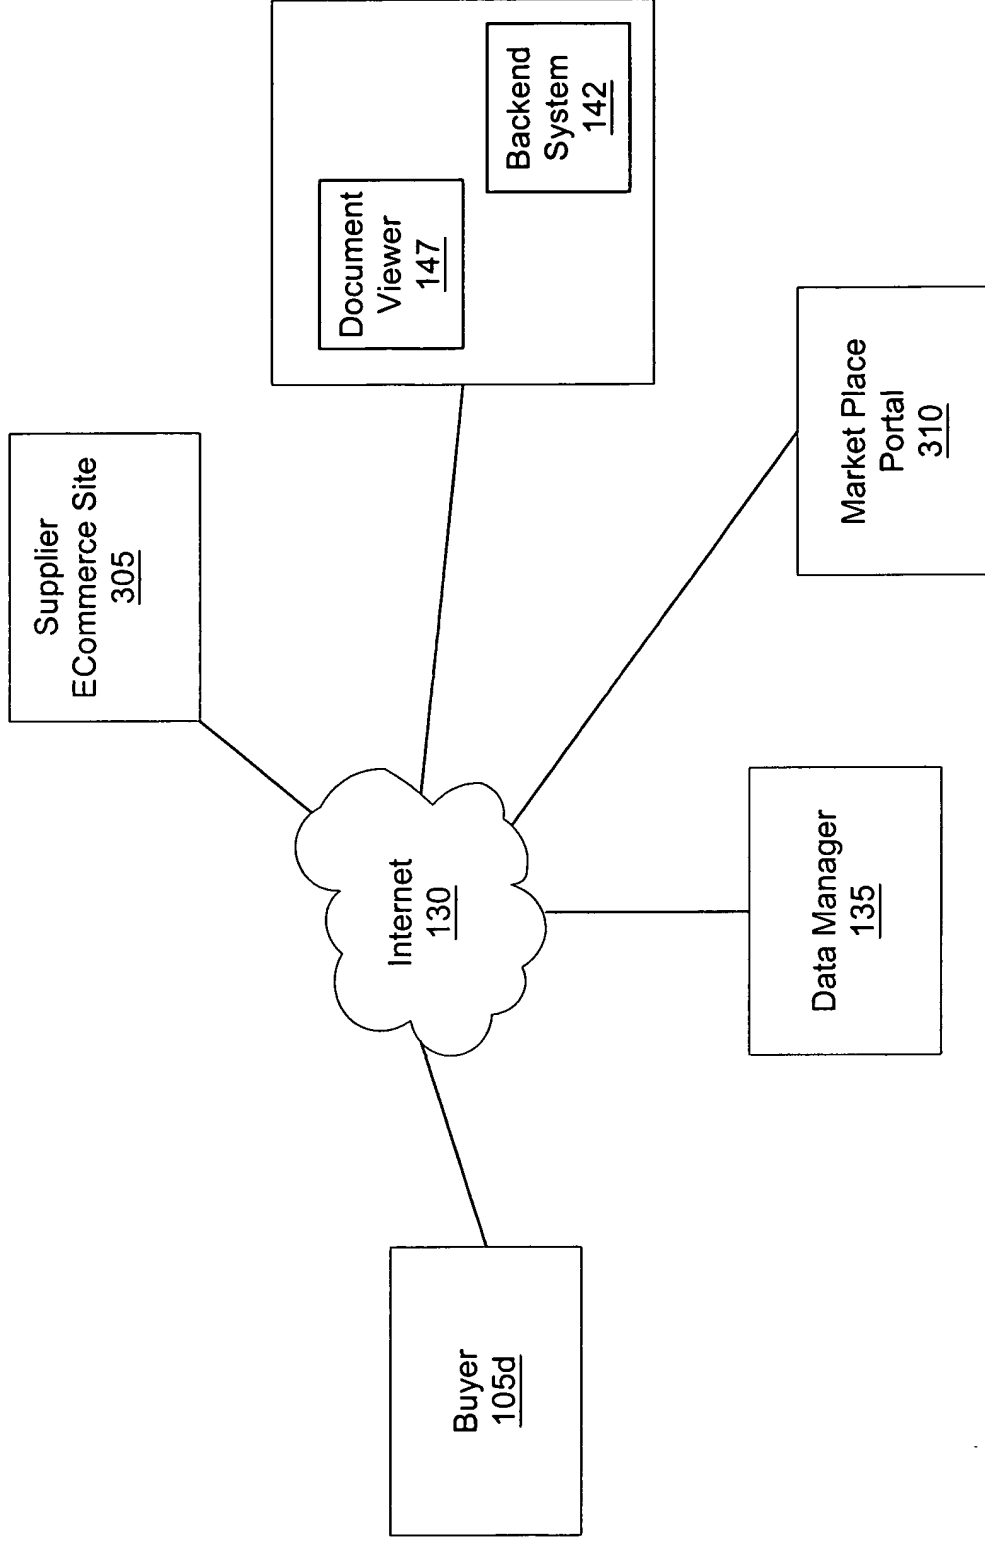 Supplier
ECommerce Site
305
Document
Viewer
147
Backend
System
142
Internet
130
Buyer
105d
Data Manager
135
Market Place
Portal
310